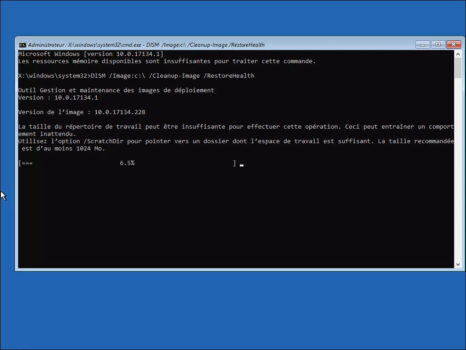 Administrateur : X:\windows\system32\cmd.exe - DISM  /Image:c:\ /Cleanup-Image /RestoreHealth
Microsoft Windows [version 10.0.17134.1]
Les ressources mémoire disponibles sont insuffisantes pour traiter cette commande.
X:\windows\system32>DISM /Image:c:\ /Cleanup-Image /RestoreHealth
Outil Gestion et maintenance des images de déploiement
Version : 10.0.17134.1
Version de l'image : 10.0.17134.228
La taille du répertoire de travail peut être insuffisante pour effectuer cette opération. Ceci peut entraîner un comport
ement inattendu.
Utilisez l'option /ScratchDir pour pointer vers un dossier dont l'espace de travail est suffisant. La taille recommandée
 est d'au moins 1024 Mo.
[===                        6.5%                          ]